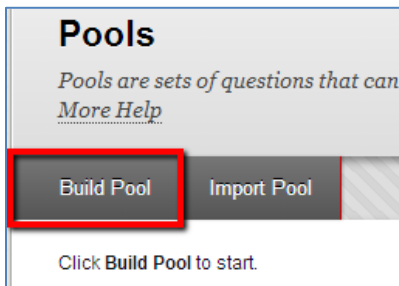 Pools
Pools are sets of questions that can
More Help
Build Pool Import Pool
Click Build Pool to start.